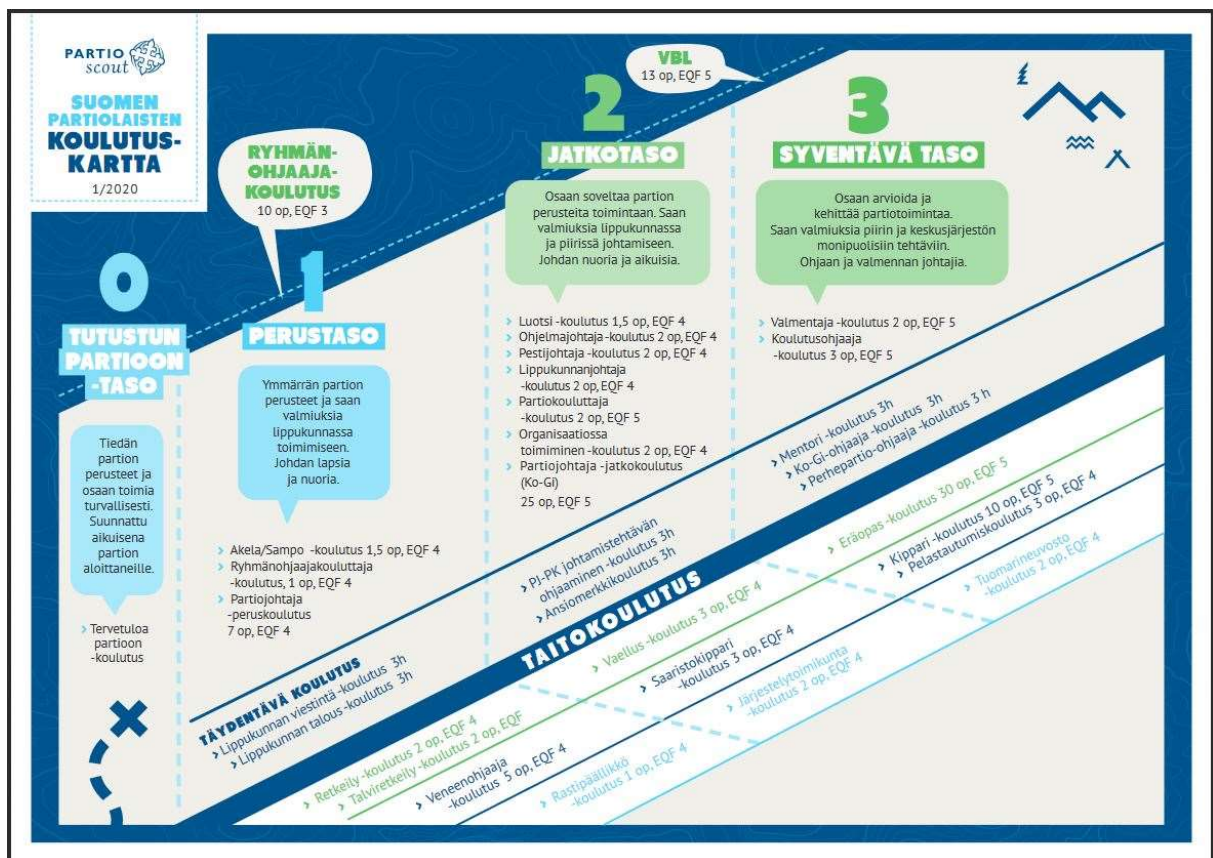 PARTIO
scout
SUOMEN
PARTIOLAISTEN
KOULUTUS-
KARTTA
1/2020
RYHMÄN-
OHJAAJA-
KOULUTUS
10 op, EQF 3
VBL
13 op, EQF 5
0
TUTUSTUN
PARTIOON
-TASO
Tiedän
partion
perusteet ja
osaan toimia
turvallisesti.
Suunnattu
aikuisena
partion
aloittaneille.
> Tervetuloa
partioon
-koulutus
1
PERUSTASO
Ymmärrän partion
perusteet ja saan
valmiuksia
lippukunnassa
toimimiseen.
Johdan lapsia
ja nuoria.
> Akela/Sampo -koulutus 1,5 op, EQF 4
> Ryhmänohjaajakouluttaja
-koulutus, 1 op, EQF 4
> Partiojohtaja
-peruskoulutus
7 op, EQF 4
2
JATKOTASO
Osaan soveltaa partion
perusteita toimintaan. Saan
valmiuksia lippukunnassa
ja piirissä johtamiseen.
Johdan nuoria ja aikuisia.
> Luotsi -koulutus 1,5 op, EQF 4
> Ohjelmajohtaja -koulutus 2 op, EQF 4
> Pestijohtaja -koulutus 2 op, EQF 4
> Lippukunnanjohtaja
-koulutus 2 op, EQF 4
> Partiokouluttaja
-koulutus 2 op, EQF 5
> Organisaatiossa
toimiminen -koulutus 2 op, EQF 4
> Partiojohtaja -jatkokoulutus
(Ko-Gi)
25 op, EQF 5
3
SYVENTÄVÄ TASO
Osaan arvioida ja
kehittää partiotoimintaa.
Saan valmiuksia piirin ja keskusjärjestön
monipuolisiin tehtäviin.
Ohjaan ja valmennan johtajia.
> Valmentaja -koulutus 2 op, EQF 5
> Koulutusohjaaja
-koulutus 3 op, EQF 5
TÄYDENTÄVÄ KOULUTUS
> Lippukunnan viestintä -koulutus 3h
> Lippukunnan talous -koulutus 3h
> PJ-PK johtamistehtävän
ohjaaminen -koulutus 3h
> Ansiomerkkikoulutus 3h
> Mentori -koulutus 3h
> Ko-Gi-ohjaaja -koulutus 3h
> Perhepartio-ohjaaja -koulutus 3 h
TAITOKOULUTUS
> Retkeily -koulutus 2 op, EQF 4
> Talviretkeily -koulutus 2 op, EQF
> Vaellus -koulutus 3 op, EQF 4
> Eräopas -koulutus 30 op, EQF 5
> Veneenohjaaja
-koulutus 5 op, EQF 4
> Saaristokippari
-koulutus 3 op, EQF 4
> Kippari -koulutus 10 op, EQF 5
> Pelastautumiskoulutus 3 op, EQF 4
> Rastipäällikkö
-koulutus 1 op, EQF 4
> Järjestelytoimikunta
-koulutus 2 op, EQF 4
> Tuomarineuvosto
-koulutus 2 op, EQF 4